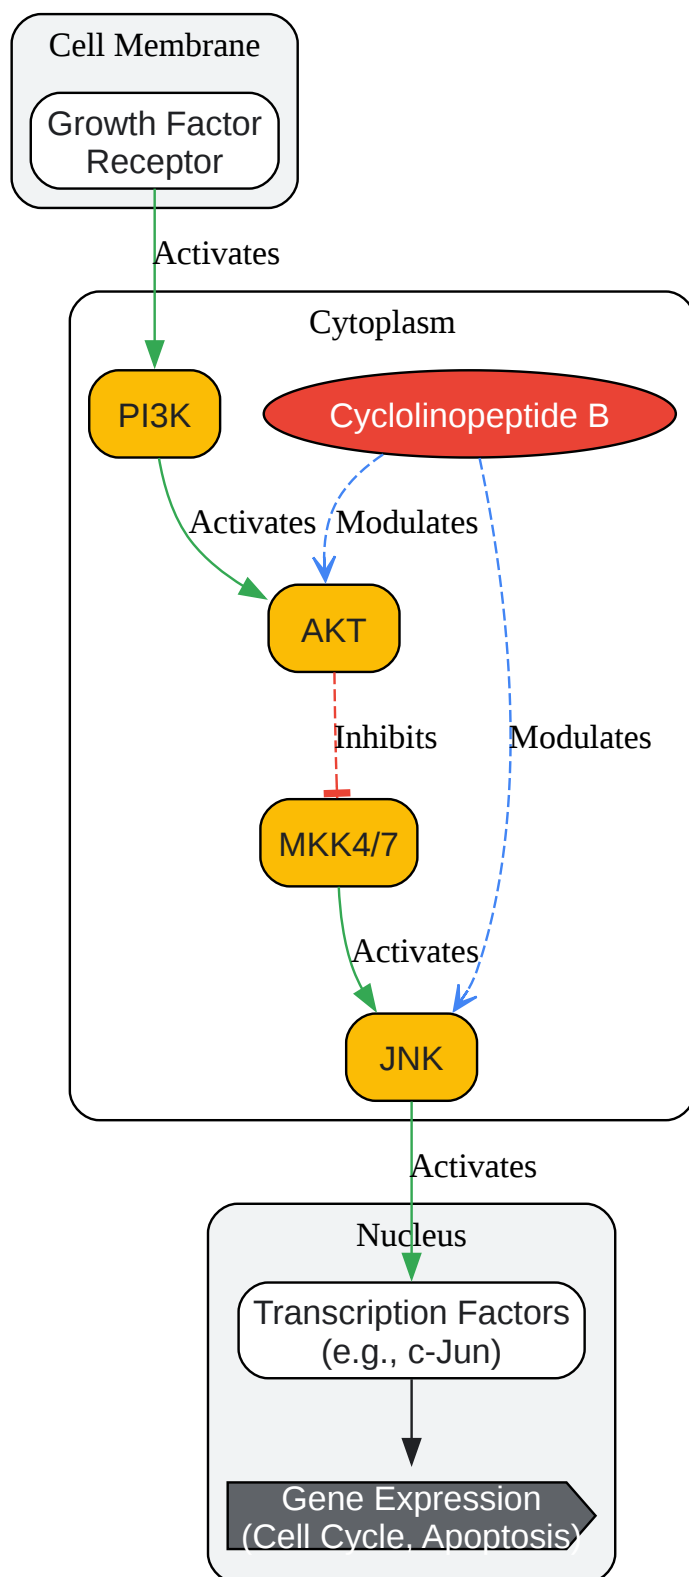 Cell Membrane
Growth Factor
Receptor
Activates
Cytoplasm
PI3K
Cyclolinopeptide B
Activates
Modulates
AKT
Inhibits
Modulates
MKK4/7
Activates
JNK
Activates
Nucleus
Transcription Factors
(e.g., c-Jun)
Gene Expression
(Cell Cycle, Apoptosis)